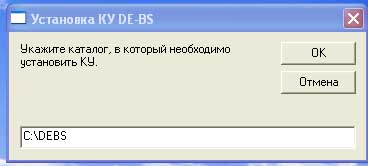 Установка КУ DE-BS
Укажите каталог, в который необходимо
установить КУ.
OK
Отмена
C:\DEBS